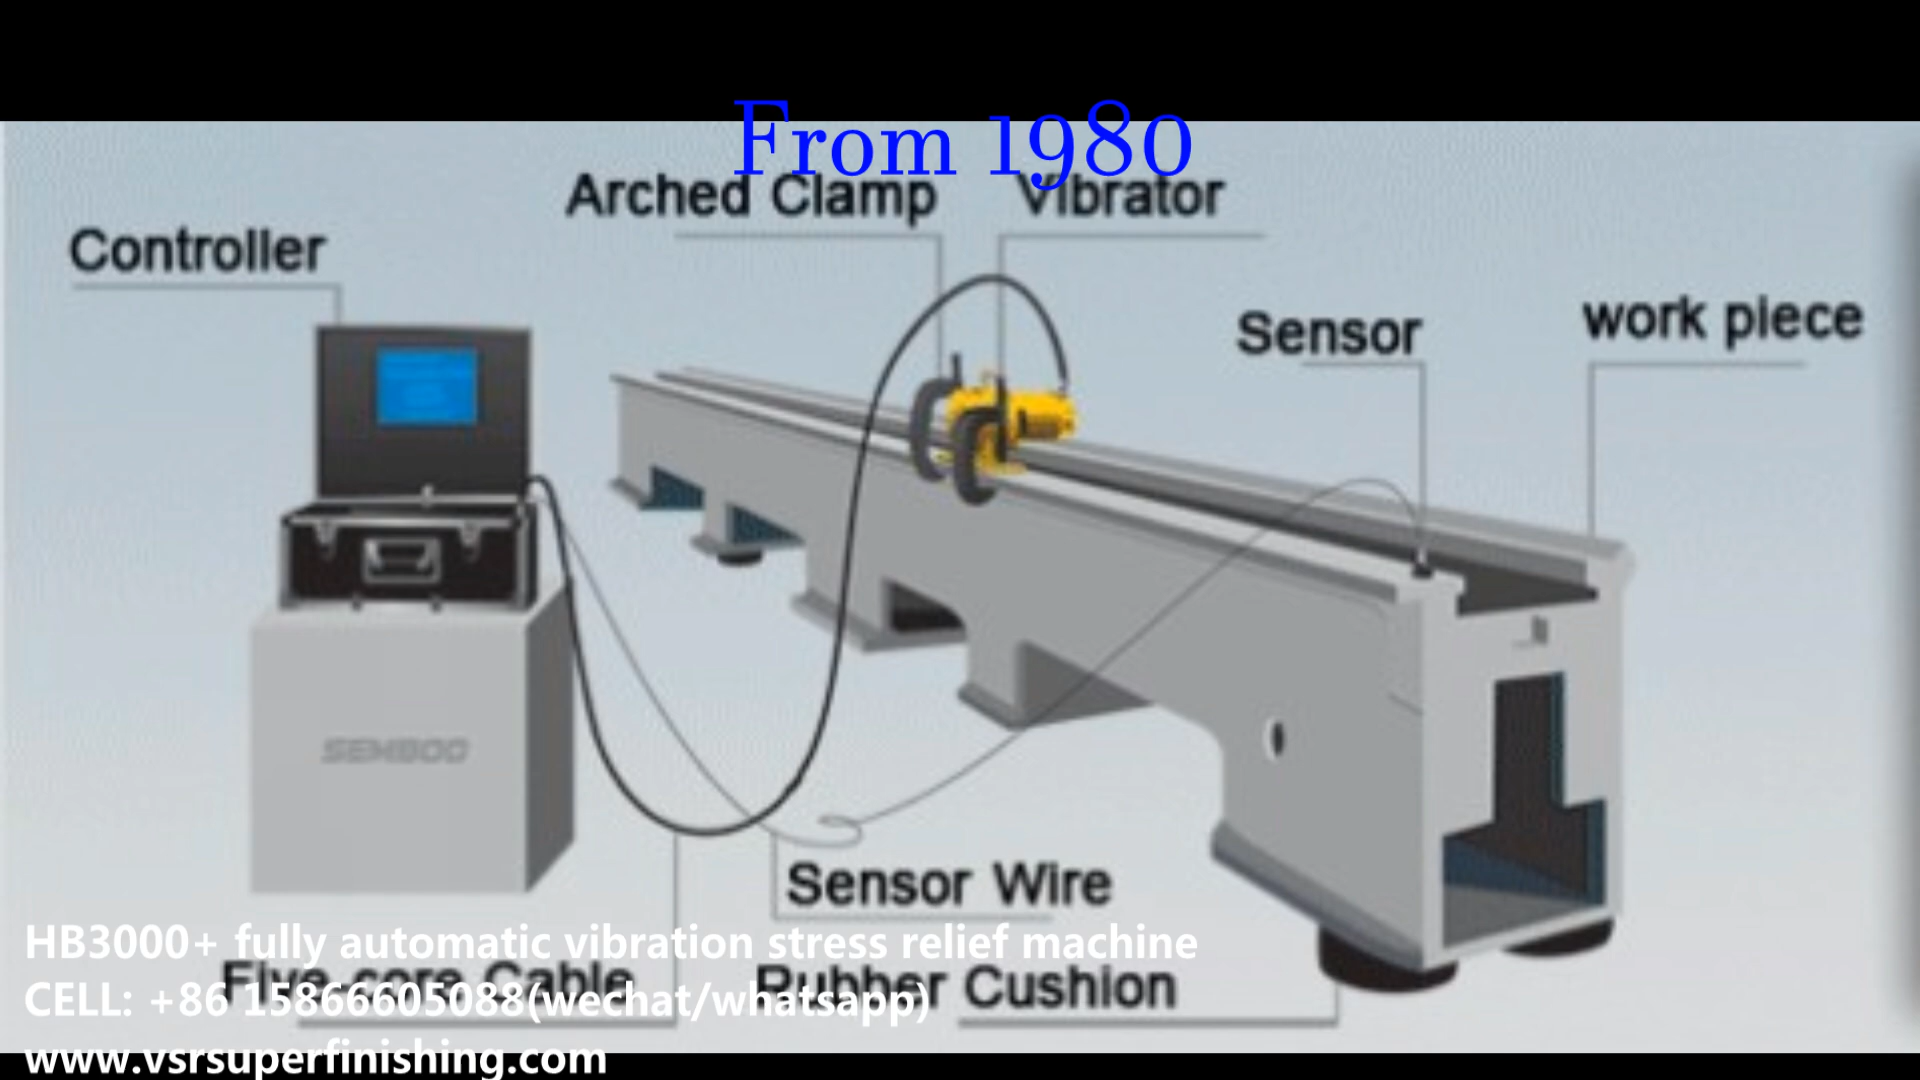 From 1980
Arched Clamp
Vibrator
Controller
Sensor
work piece
SEMBOO
Sensor Wire
HB3000+ fully automatic vibration stress relief machine
Five-core Cable
Rubber Cushion
CELL: +86 15866605088(wechat/whatsapp)
www.vsrsuperfinishing.com